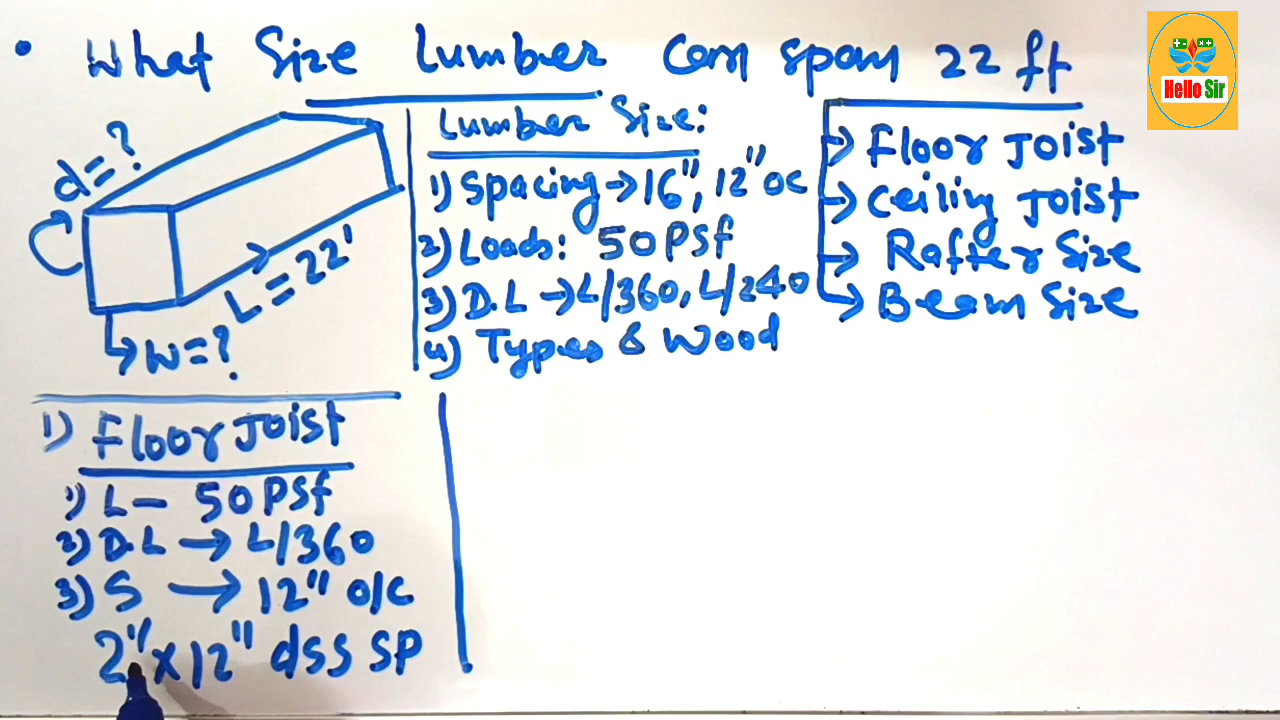 • What Size Lumber Can span 22 ft
Hello Sir
d=?
L=22'
W=?
Lumber Size:
1) Spacing→16", 12" OC
2) Loads: 50 PSf
3) D.L →L/360, L/240
4) Types & Wood
→ Floor Joist
→ Ceiling Joist
→ Rafter Size
→ Beam Size
1) Floor Joist
1) L- 50 PSf
2) D.L → L/360
3) S → 12" O/C
2"x12" dss SP